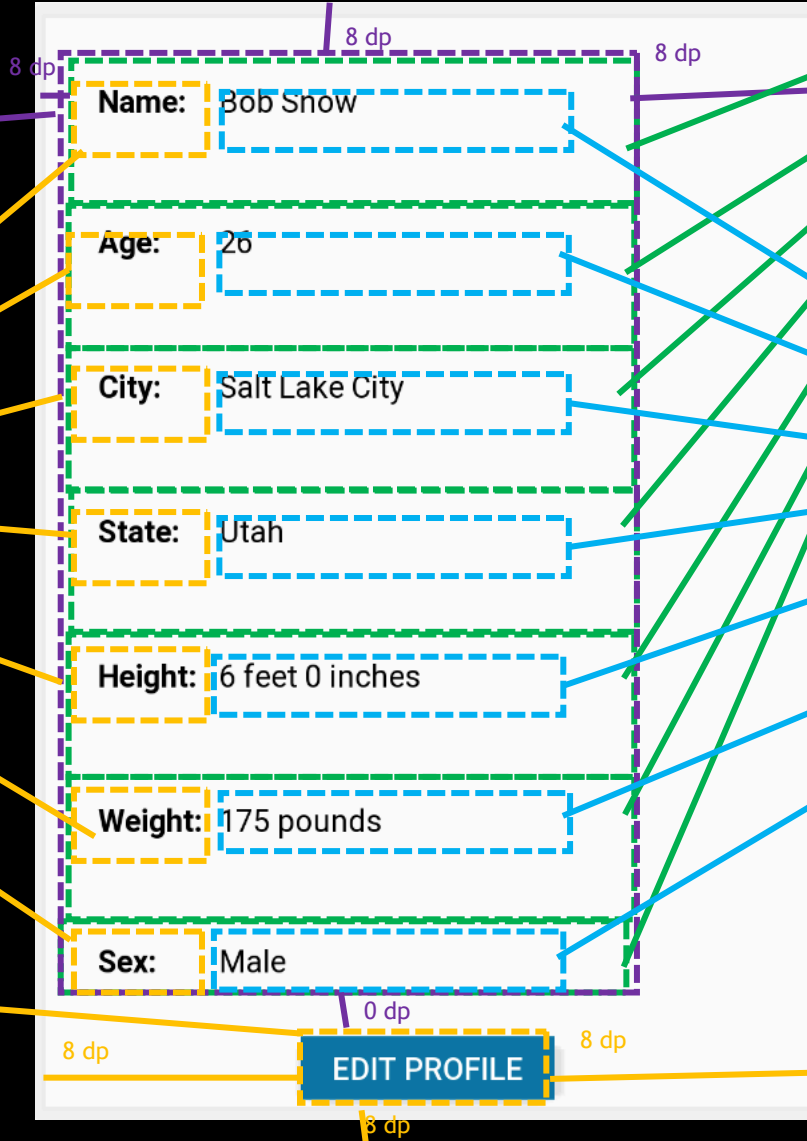 8 dp
8 dp
8 dp
Name: Bob Snow
Age: 26
City: Salt Lake City
State: Utah
Height: 6 feet 0 inches
Weight: 175 pounds
Sex: Male
0 dp
8 dp
8 dp
EDIT PROFILE
8 dp